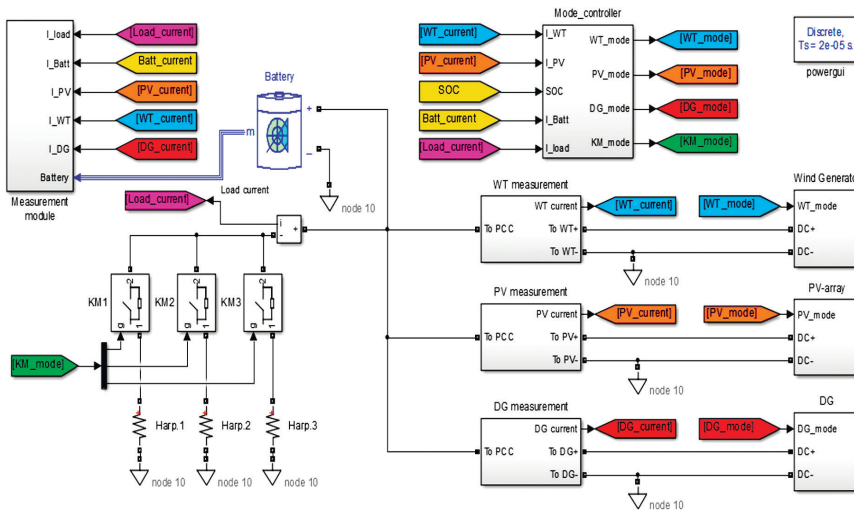 I_load
[Load_current]
I_Batt
Batt_current
I_PV
[PV_current]
I_WT
[WT_current]
I_DG
[DG_current]
Battery
Measurement
module
Battery
m
+
–
node 10
Mode_controller
[WT_current]
I_WT
[PV_current]
I_PV
SOC
SOC
Batt_current
I_Batt
[Load_current]
I_load
WT_mode
[WT_mode]
PV_mode
[PV_mode]
DG_mode
[DG_mode]
KM_mode
[KM_mode]
Discrete,
Ts = 2e-05 s.
powergui
[Load_current]
Load current
i
-
+
KM1
2
g
1
KM2
2
g
1
KM3
2
g
1
[KM_mode]
Harp.1
Harp.2
Harp.3
node 10
node 10
node 10
WT measurement
To PCC
WT current
To WT+
To WT-
[WT_current]
[WT_mode]
Wind Generator
WT_mode
DC+
DC-
node 10
PV measurement
To PCC
PV current
To PV+
To PV-
[PV_current]
[PV_mode]
PV-array
PV_mode
DC+
DC-
node 10
DG measurement
To PCC
DG current
To DG+
To DG-
[DG_current]
[DG_mode]
DG
DG_mode
DC+
DC-
node 10